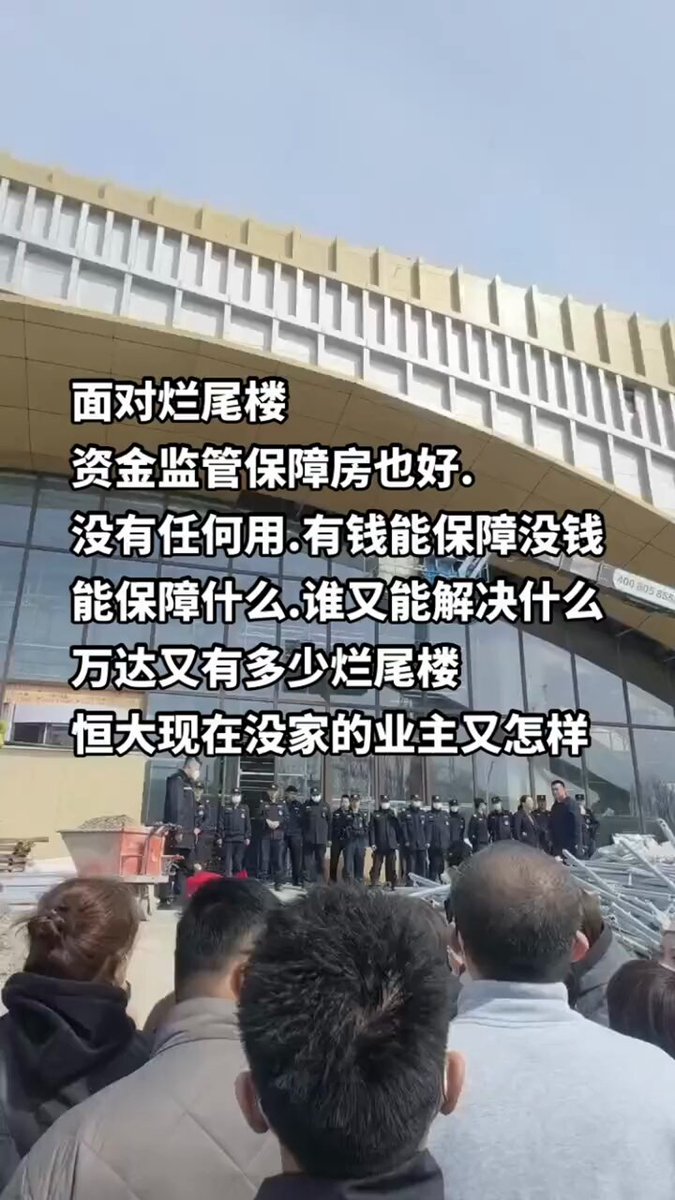 面对烂尾楼
资金监管保障房也好.
没有任何用.有钱能保障没钱
能保障什么.谁又能解决什么
万达又有多少烂尾楼
恒大现在没家的业主又怎样
400 805 855